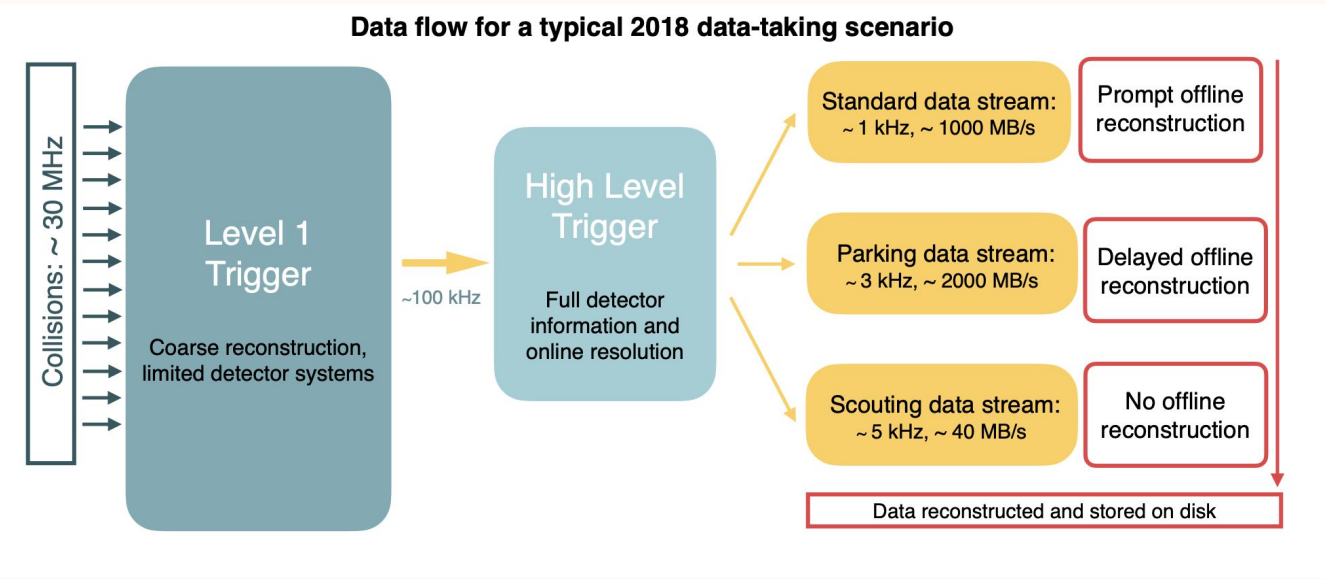 Data flow for a typical 2018 data-taking scenario
Collisions: ~ 30 MHz
Level 1
Trigger
Coarse reconstruction,
limited detector systems
~100 kHz
High Level
Trigger
Full detector
information and
online resolution
Standard data stream:
~ 1 kHz, ~ 1000 MB/s
Prompt offline
reconstruction
Parking data stream:
~ 3 kHz, ~ 2000 MB/s
Delayed offline
reconstruction
Scouting data stream:
~ 5 kHz, ~ 40 MB/s
No offline
reconstruction
Data reconstructed and stored on disk